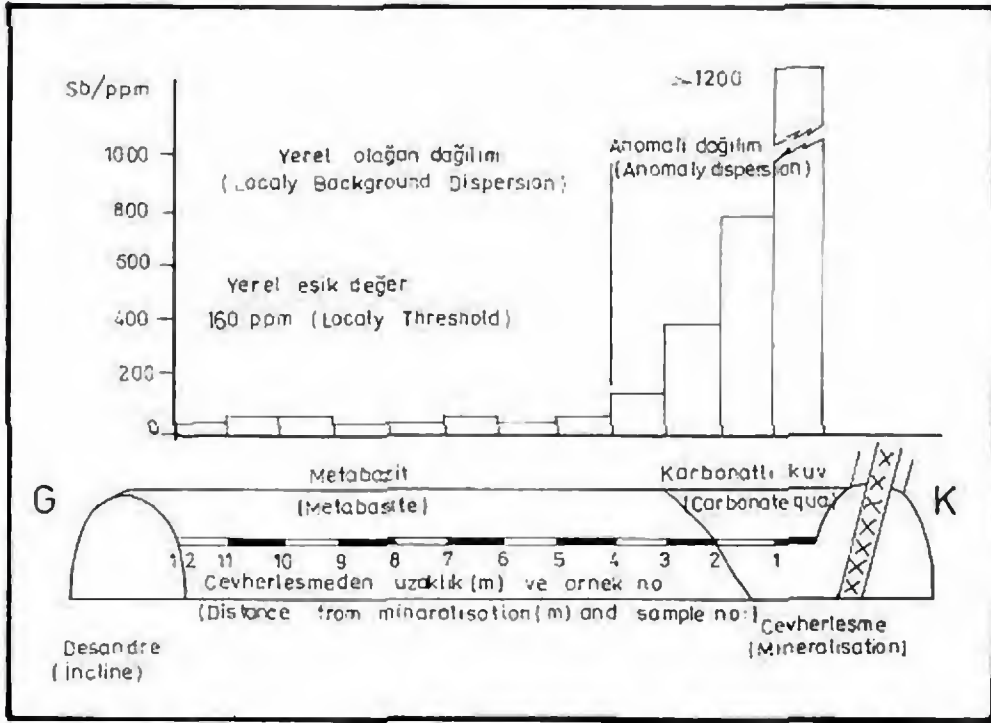 Sb/ppm
>1200
1000
800
600
400
200
0
Yerel olağan dağılım
(Localy Background Dispersion)
Anomali dağılım
(Anomaly dispersion)
Yerel eşik değer
160 ppm (Localy Threshold)
G
Metabazit
(Metabasite)
Karbonatlı kuv
(Carbonate qua)
K
12 11 10 9 8 7 6 5 4 3 2 1
Cevherleşmeden uzaklık (m) ve örnek no
(Distance from mineralisation (m) and sample no:)
Desandre
(İncline)
Cevherleşme
(Mineralisation)